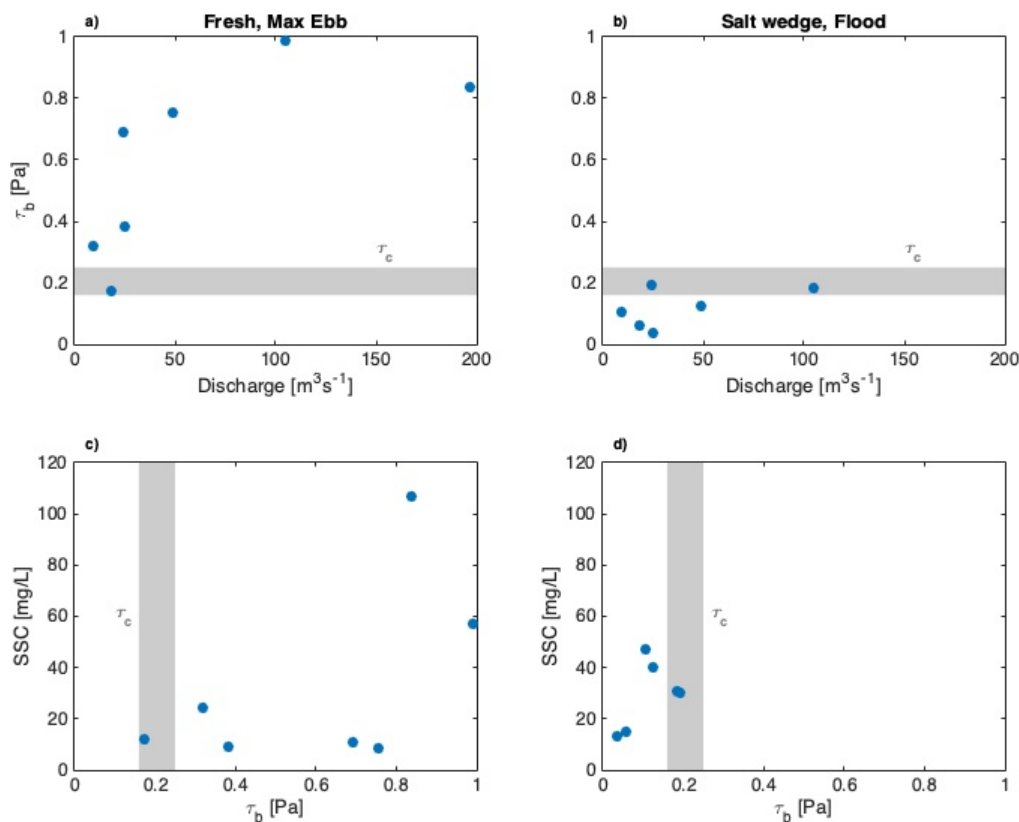 a) Fresh, Max Ebb
1
0.8
0.6
0.4
0.2
0
τb [Pa]
τc
0 50 100 150 200
Discharge [m³s⁻¹]
b) Salt wedge, Flood
1
0.8
0.6
0.4
0.2
0
τc
0 50 100 150 200
Discharge [m³s⁻¹]
c)
120
100
80
60
40
20
0
SSC [mg/L]
τc
0 0.2 0.4 0.6 0.8 1
τb [Pa]
d)
120
100
80
60
40
20
0
SSC [mg/L]
τc
0 0.2 0.4 0.6 0.8 1
τb [Pa]